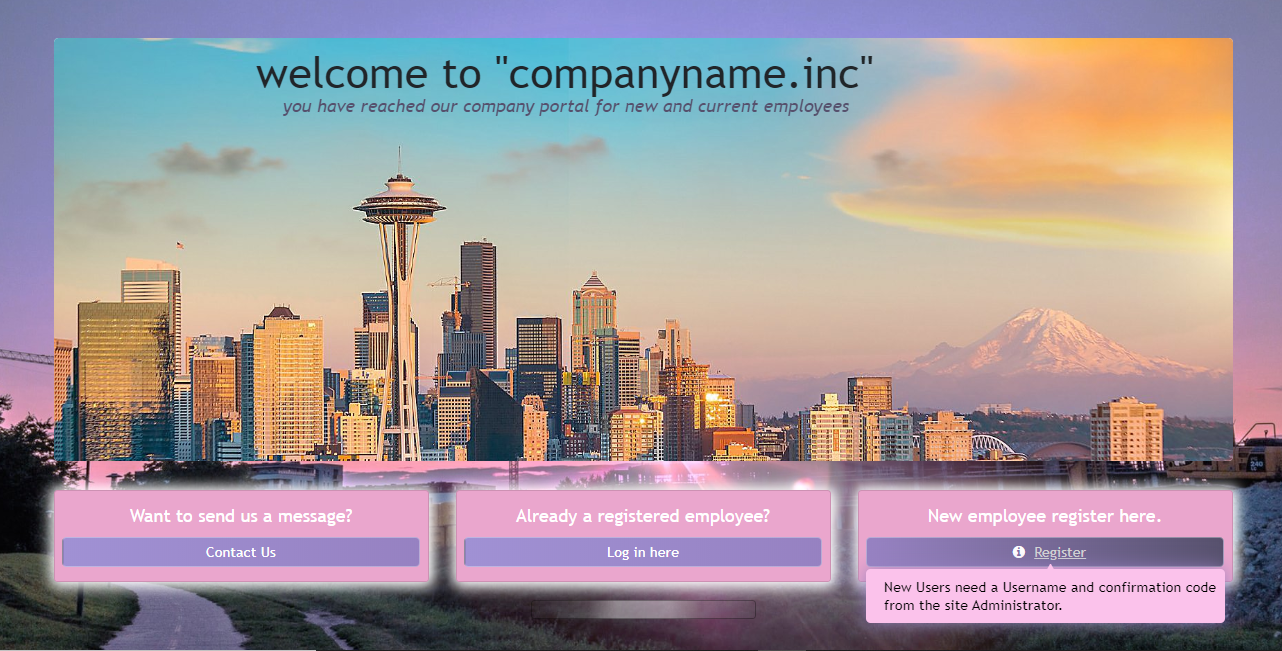 welcome to "companyname.inc"
you have reached our company portal for new and current employees
Want to send us a message?
Contact Us
Already a registered employee?
Log in here
New employee register here.
Register
New Users need a Username and confirmation code
from the site Administrator.